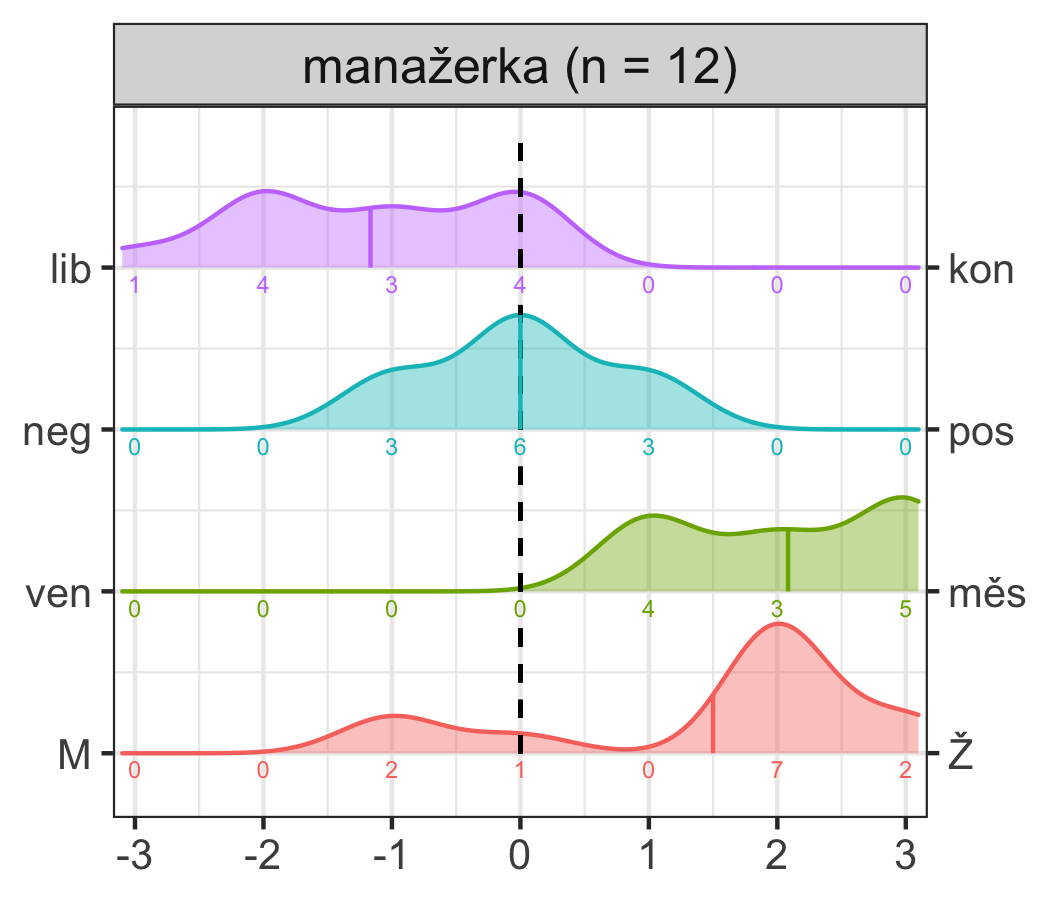 manažerka (n = 12)
lib kon
1 4 3 4 0 0 0
neg pos
0 0 3 6 3 0 0
ven měs
0 0 0 0 4 3 5
M Ž
0 0 2 1 0 7 2
-3 -2 -1 0 1 2 3